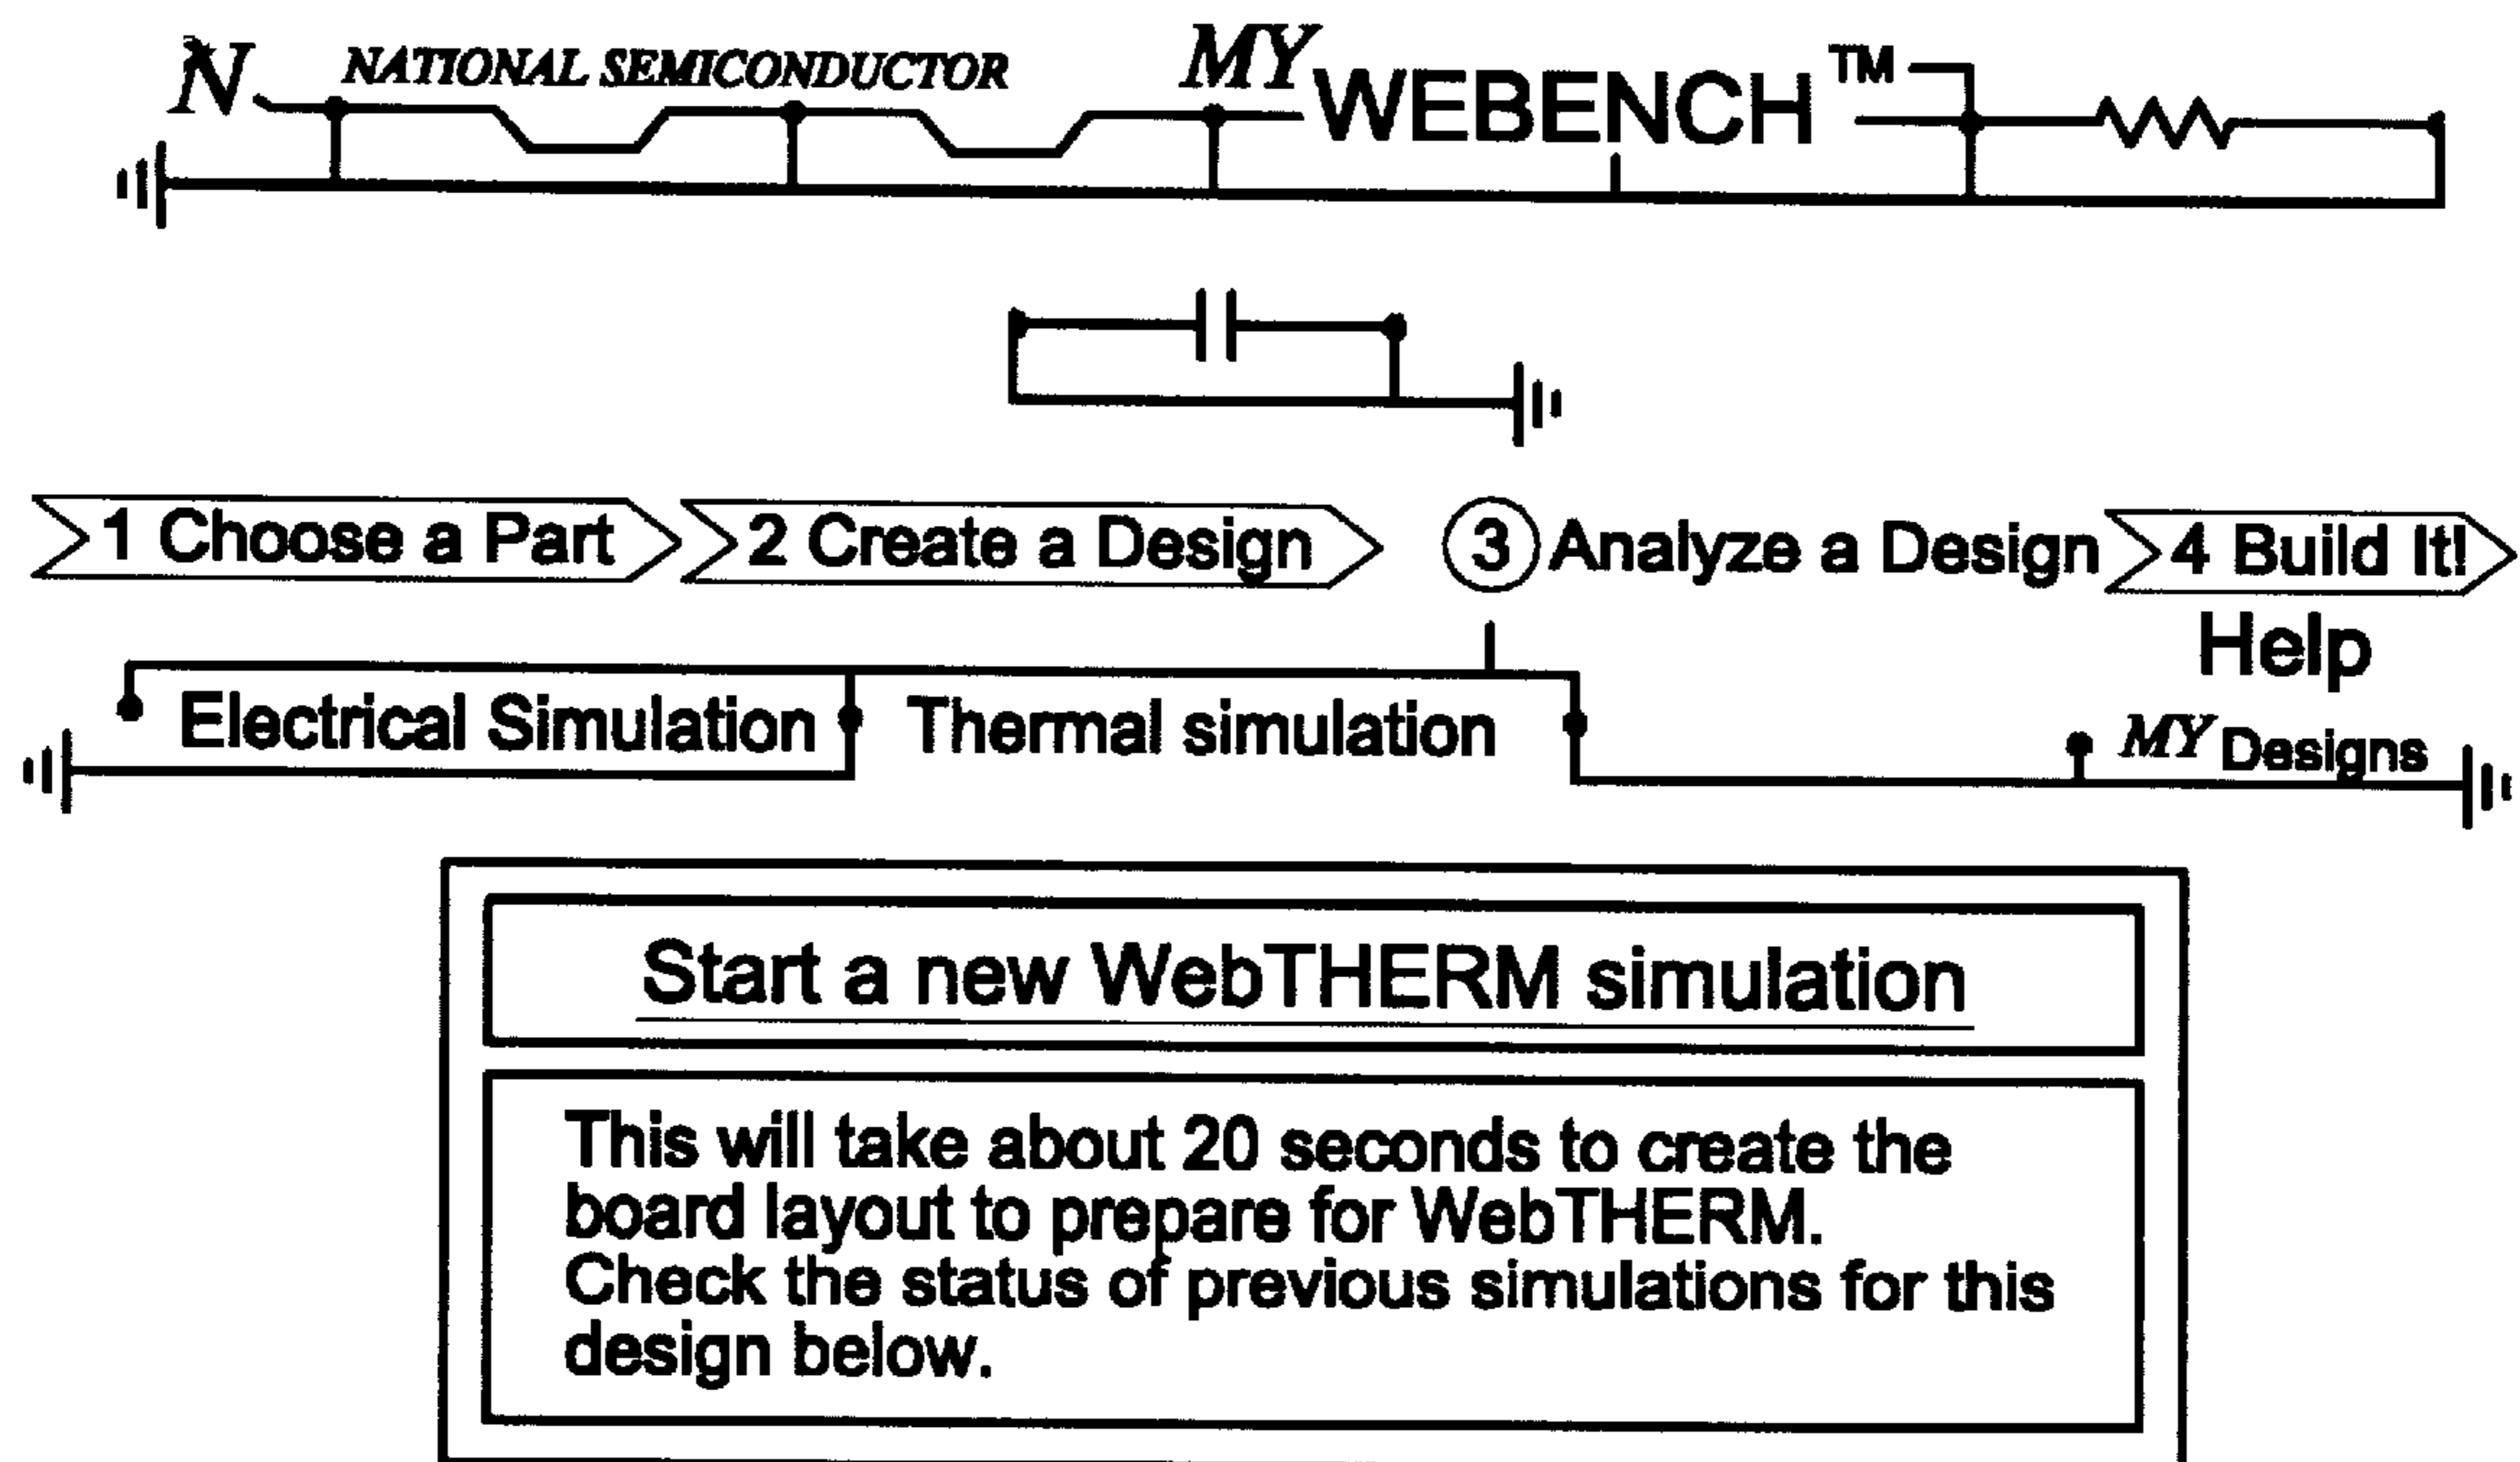 N NATIONAL SEMICONDUCTOR MY WEBENCH™
1 Choose a Part 2 Create a Design 3 Analyze a Design 4 Build It!
Help
Electrical Simulation Thermal simulation
MY Designs
Start a new WebTHERM simulation
This will take about 20 seconds to create the
board layout to prepare for WebTHERM.
Check the status of previous simulations for this
design below.